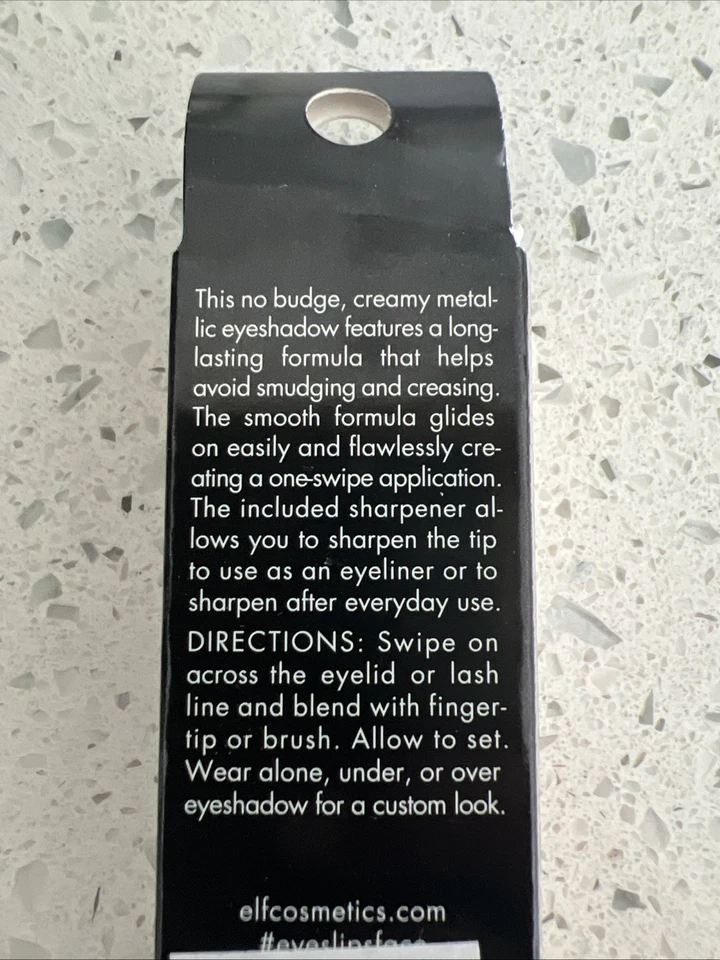 This no budge, creamy metal-
lic eyeshadow features a long-
lasting formula that helps
avoid smudging and creasing.
The smooth formula glides
on easily and flawlessly cre-
ating a one-swipe application.
The included sharpener al-
lows you to sharpen the tip
to use as an eyeliner or to
sharpen after everyday use.
DIRECTIONS: Swipe on
across the eyelid or lash
line and blend with finger-
tip or brush. Allow to set.
Wear alone, under, or over
eyeshadow for a custom look.
elfcosmetics.com
#eyeslipsface